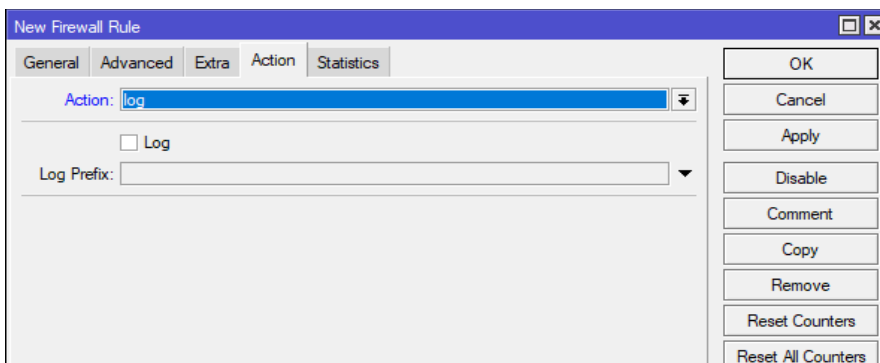 New Firewall Rule
General Advanced Extra Action Statistics
Action: log
Log
Log Prefix:
OK
Cancel
Apply
Disable
Comment
Copy
Remove
Reset Counters
Reset All Counters